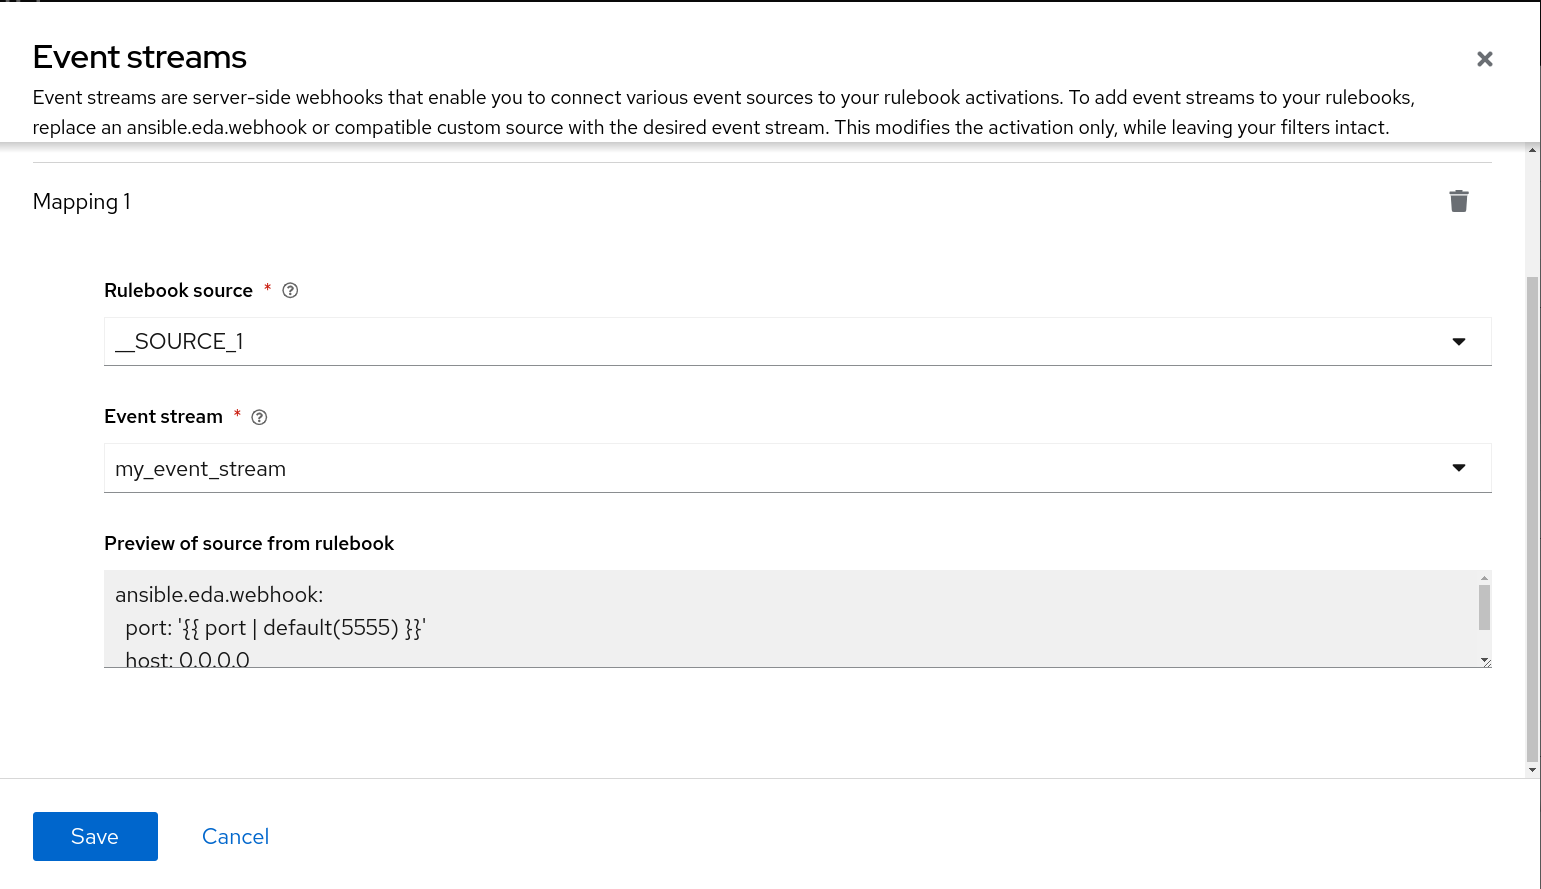 Event streams
Event streams are server-side webhooks that enable you to connect various event sources to your rulebook activations. To add event streams to your rulebooks,
replace an ansible.eda.webhook or compatible custom source with the desired event stream. This modifies the activation only, while leaving your filters intact.
Mapping 1
Rulebook source *
__SOURCE_1
Event stream *
my_event_stream
Preview of source from rulebook
ansible.eda.webhook:
port: '{{ port | default(5555) }}'
host: 0.0.0.0
Save Cancel